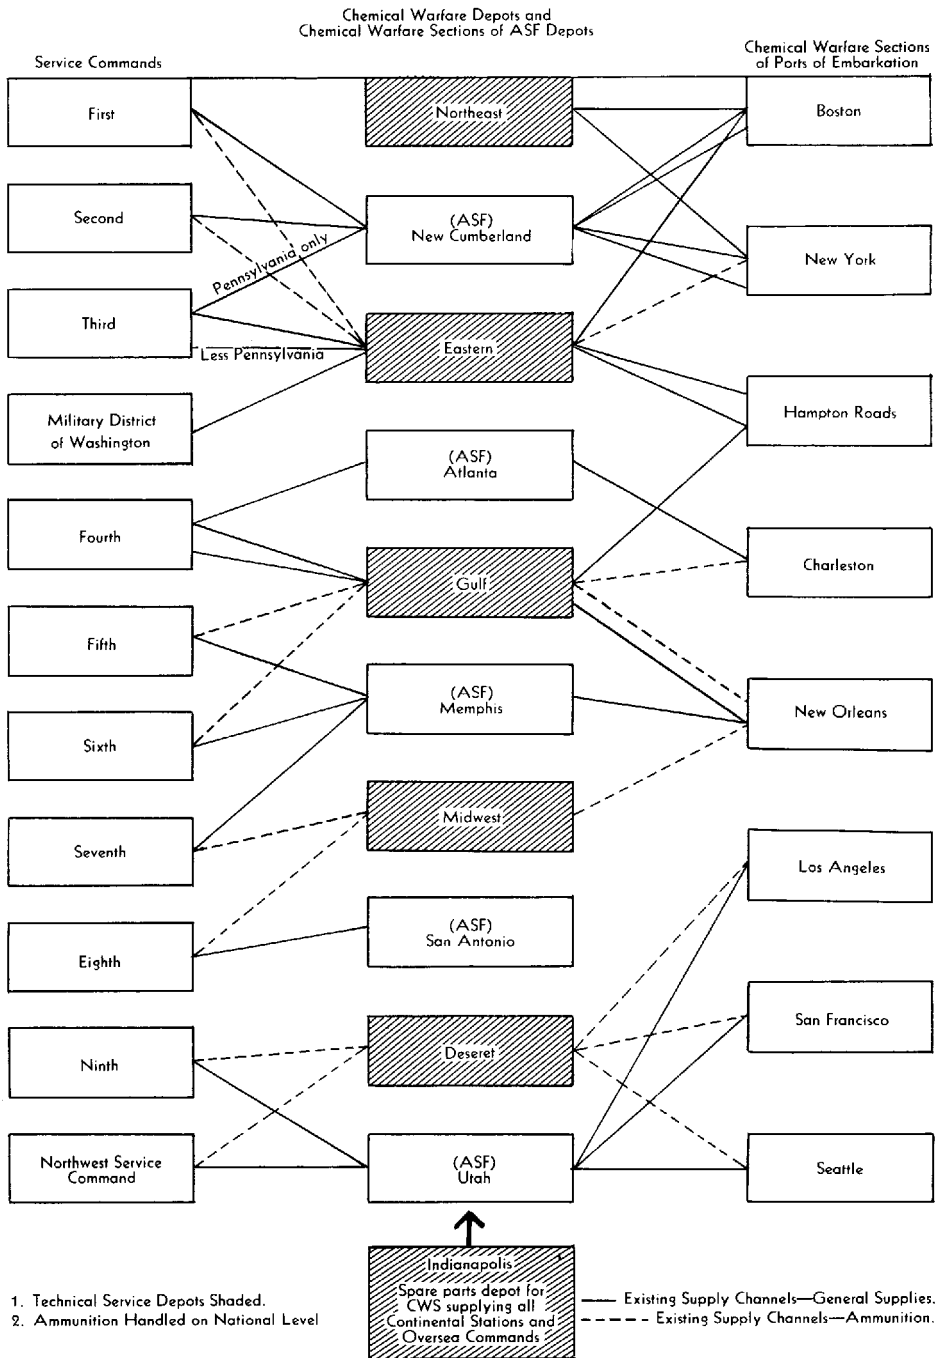 Chemical Warfare Depots and
Chemical Warfare Sections of ASF Depots
Service Commands
Chemical Warfare Sections
of Ports of Embarkation
First
Northeast
Boston
Second
(ASF)
New Cumberland
New York
Pennsylvania only
Third
Less Pennsylvania
Eastern
Hampton Roads
Military District
of Washington
(ASF)
Atlanta
Fourth
Charleston
Gulf
Fifth
(ASF)
Memphis
New Orleans
Sixth
Midwest
Seventh
Los Angeles
(ASF)
San Antonio
Eighth
San Francisco
Deseret
Ninth
Northwest Service
Command
(ASF)
Utah
Seattle
Indianapolis
Spare parts depot for
CWS supplying all
Continental Stations and
Oversea Commands
1. Technical Service Depots Shaded.
2. Ammunition Handled on National Level
Existing Supply Channels—General Supplies.
Existing Supply Channels—Ammunition.